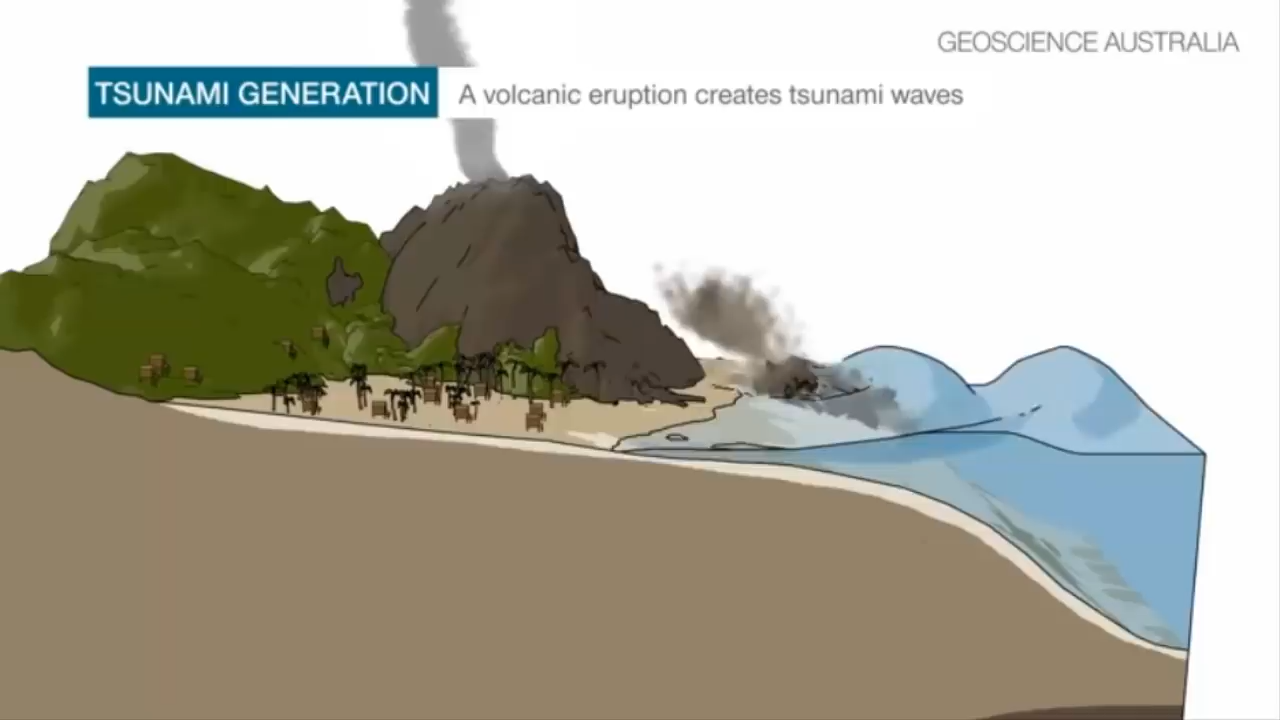 GEOSCIENCE AUSTRALIA
TSUNAMI GENERATION A volcanic eruption creates tsunami waves